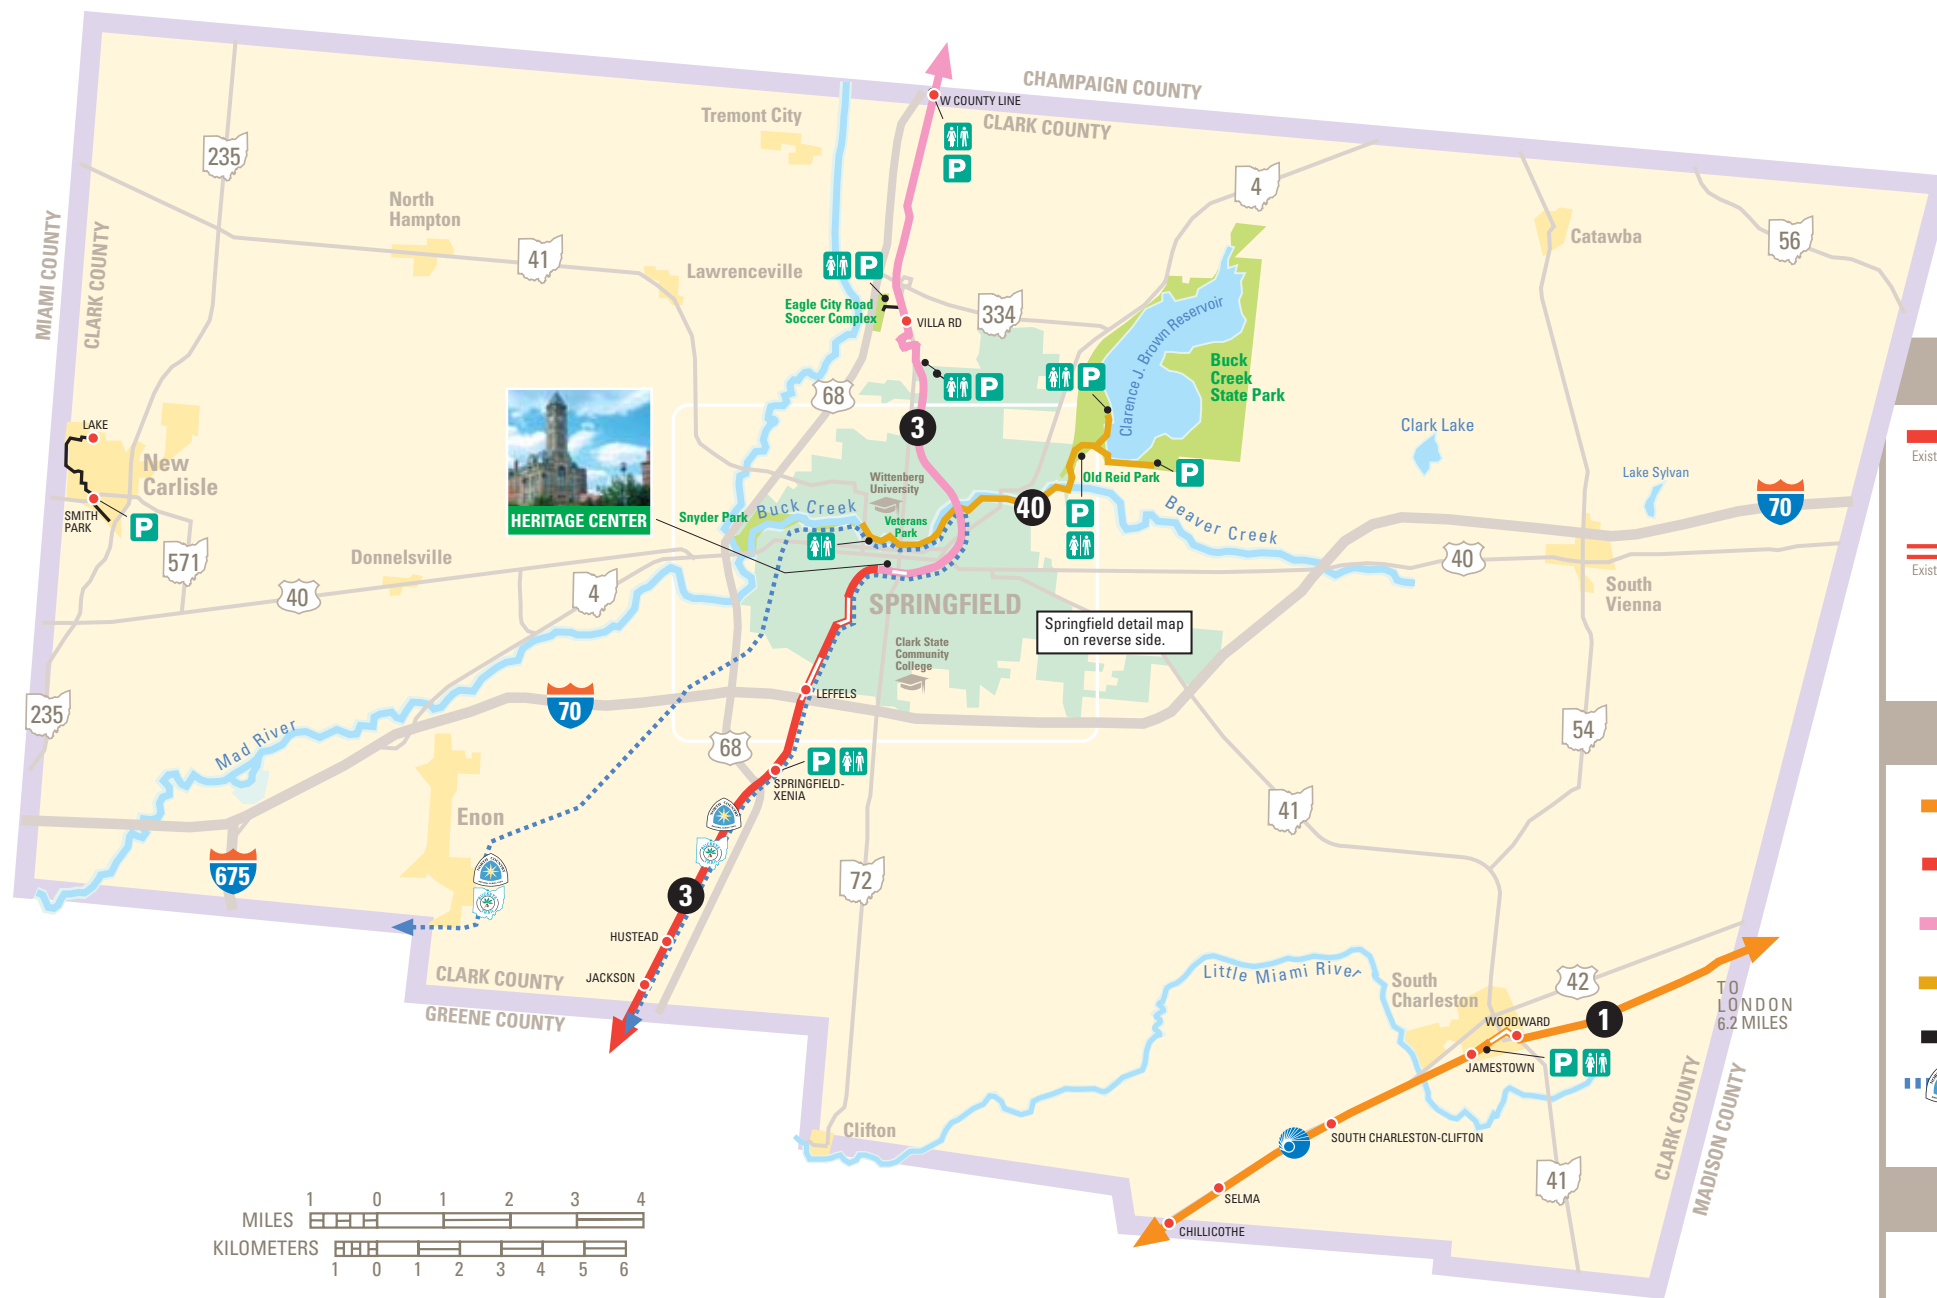 CHAMPAIGN COUNTY
W COUNTY LINE
CLARK COUNTY
P
Tremont City
235
4
North
Hampton
56
Catawba
MIAMI COUNTY
CLARK COUNTY
41
Lawrenceville
P
Eagle City Road
Soccer Complex
VILLA RD
334
Clarence J. Brown Reservoir
Buck
Creek
State Park
P
P
68
3
LAKE
New
Carlisle
SMITH
PARK
P
Clark Lake
Lake Sylvan
Exist
70
Wittenberg
University
Old Reid Park
P
40
P
HERITAGE CENTER
Snyder Park
Buck Creek
Veterans
Park
Beaver Creek
571
Donnelsville
40
4
40
Exist
South
Vienna
SPRINGFIELD
Springfield detail map
on reverse side.
Clark State
Community
College
LEFFELS
235
70
Mad River
68
54
P
SPRINGFIELD-
XENIA
Enon
41
675
72
3
HUSTEAD
JACKSON
CLARK COUNTY
GREENE COUNTY
Little Miami River
South
Charleston
42
TO
LONDON
6.2 MILES
WOODWARD
1
JAMESTOWN
P
CLARK COUNTY
MADISON COUNTY
Clifton
SOUTH CHARLESTON-CLIFTON
41
SELMA
CHILLICOTHE
1 0 1 2 3 4
MILES
KILOMETERS
1 0 1 2 3 4 5 6